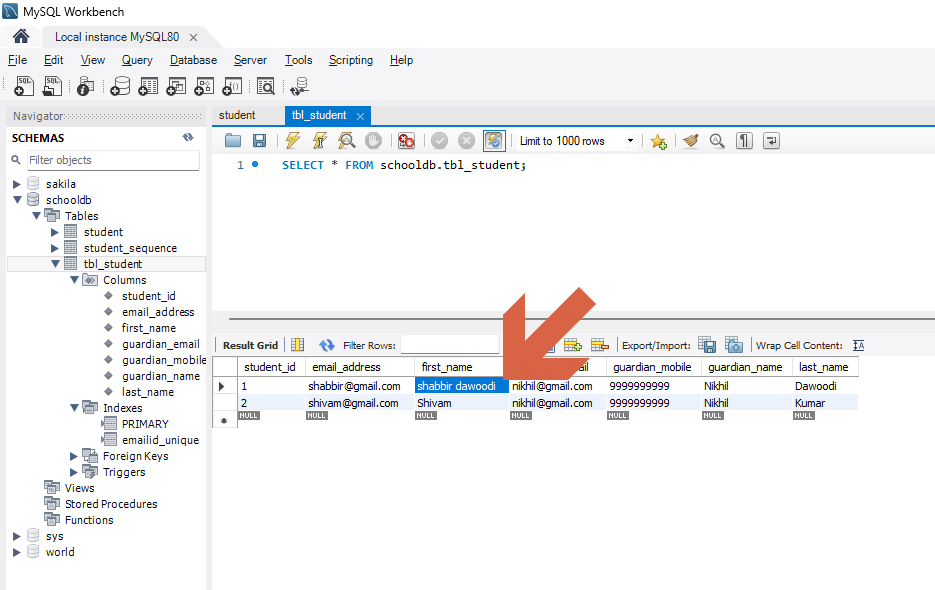 MySQL Workbench
Local instance MySQL80
File Edit View Query Database Server Tools Scripting Help
Navigator
SCHEMAS
Filter objects
sakila
schooldb
Tables
student
student_sequence
tbl_student
Columns
student_id
email_address
first_name
guardian_email
guardian_mobile
guardian_name
last_name
Indexes
PRIMARY
emailid_unique
Foreign Keys
Triggers
Views
Stored Procedures
Functions
sys
world
student tbl_student
Limit to 1000 rows
1 SELECT * FROM schooldb.tbl_student;
Result Grid Filter Rows: Export/Import: Wrap Cell Content:
student_id email_address first_name guardian_mobile guardian_name last_name
1 shabbir@gmail.com shabbir dawoodi nikhil@gmail.com 9999999999 Nikhil Dawoodi
2 shivam@gmail.com Shivam nikhil@gmail.com 9999999999 Nikhil Kumar
NULL NULL NULL NULL NULL NULL NULL